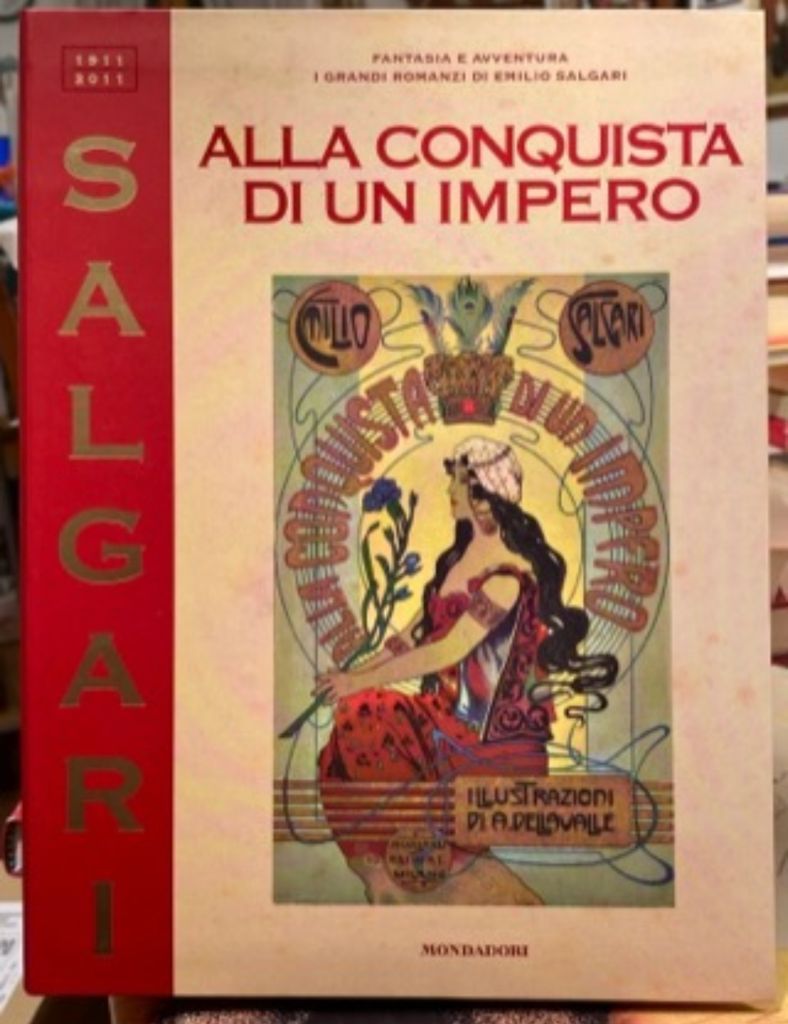 1911
2011
SALGARI
FANTASIA E AVVENTURA
I GRANDI ROMANZI DI EMILIO SALGARI
ALLA CONQUISTA
DI UN IMPERO
EMILIO
SALGARI
ALLA CONQUISTA DI UN IMPERO
ILLUSTRAZIONI
DI A. DELLAVALLE
MILANO
MONDADORI